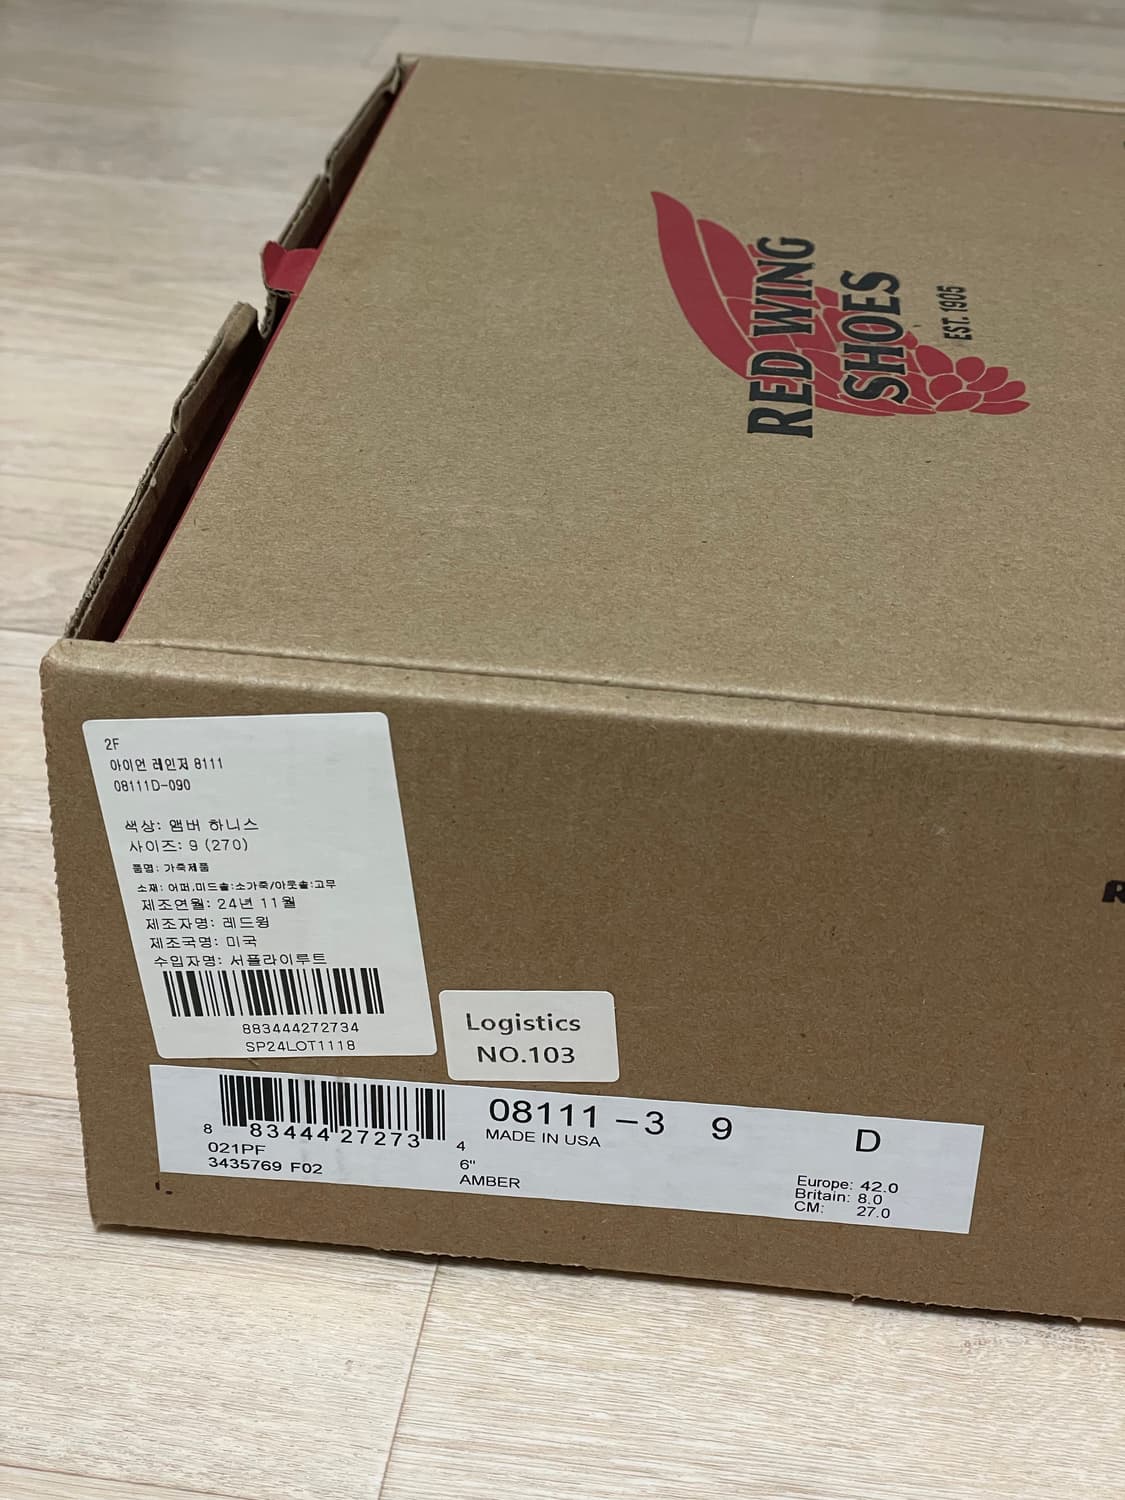 RED WING
SHOES
EST. 1905
2F
아이언 레인저 8111
08111D-090
색상: 앰버 하니스
사이즈: 9 (270)
품명: 가죽제품
소재: 어퍼,미드솔:소가죽/아웃솔:고무
제조연월: 24년 11월
제조자명: 레드윙
제조국명: 미국
수입자명: 서플라이루트
883444272734
SP24LOT1118
Logistics
NO.103
8 83444 27273 4
021PF
3435769 F02
08111 -3 9 D
MADE IN USA
6"
AMBER
Europe: 42.0
Britain: 8.0
CM: 27.0